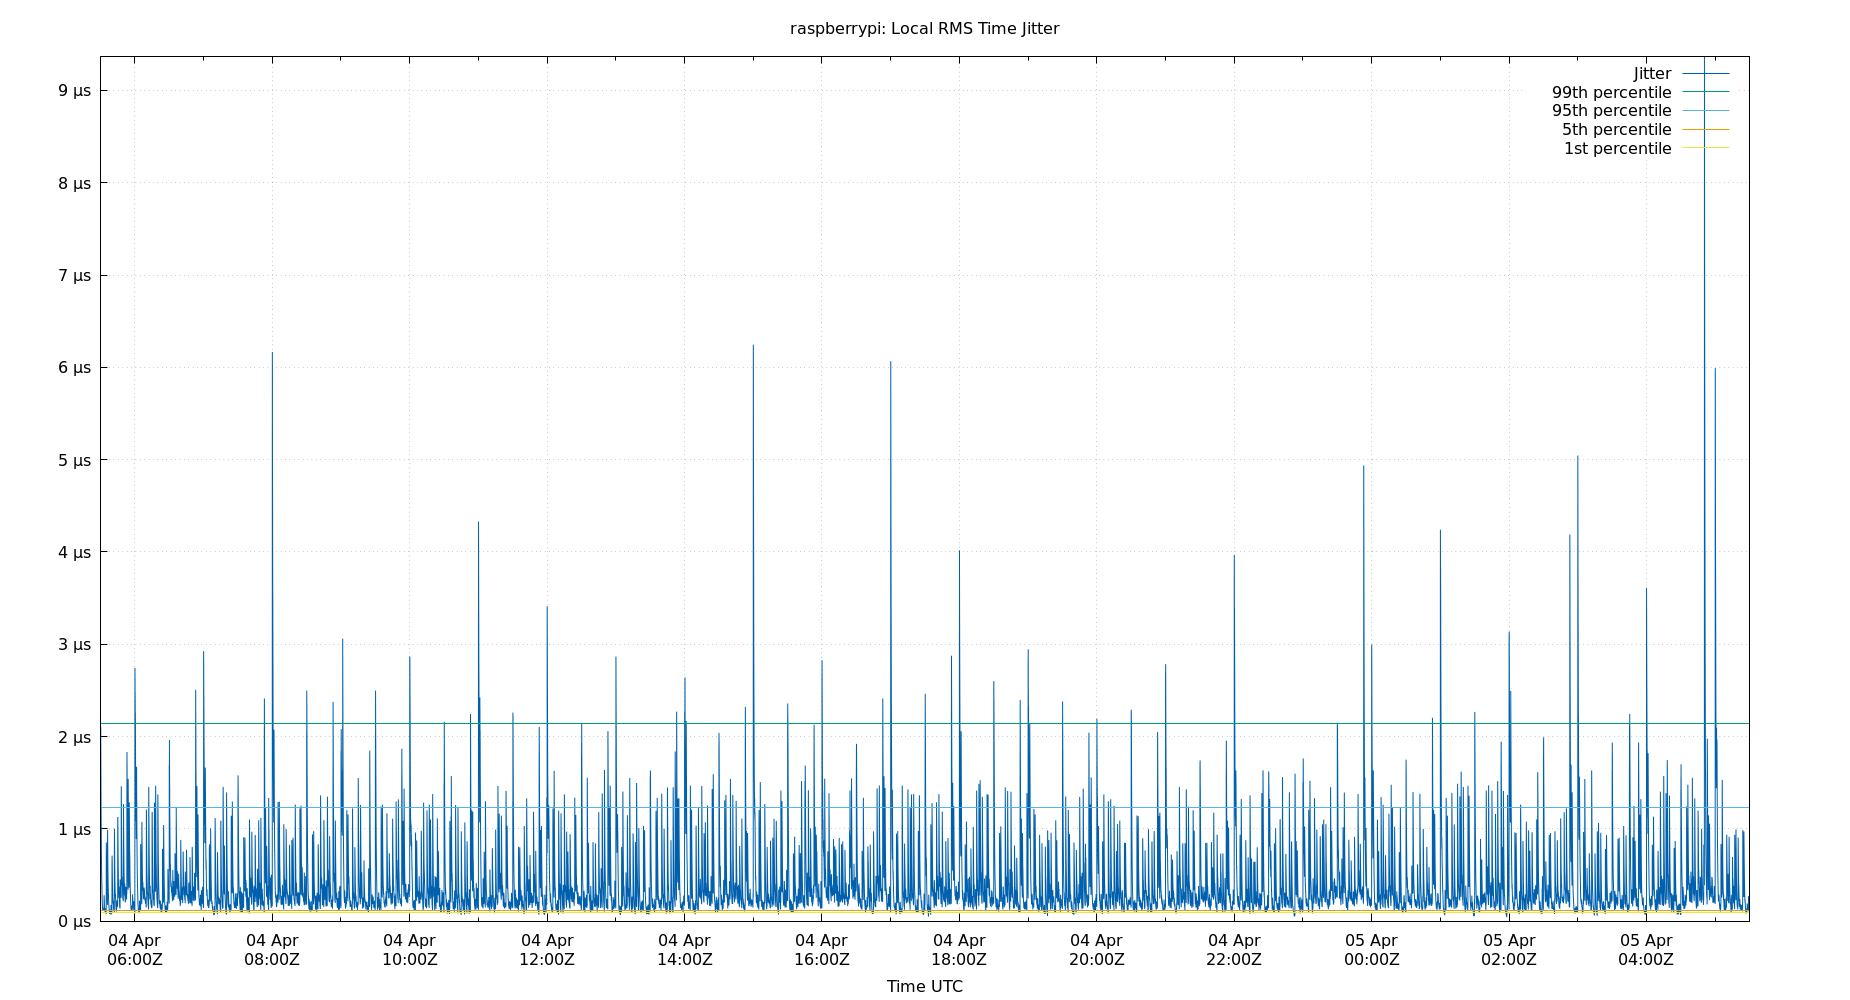 raspberrypi: Local RMS Time Jitter
Jitter
99th percentile
95th percentile
5th percentile
1st percentile
9 µs
8 µs
7 µs
6 µs
5 µs
4 µs
3 µs
2 µs
1 µs
0 µs
04 Apr 04 Apr 04 Apr 04 Apr 04 Apr 04 Apr 04 Apr 04 Apr 04 Apr 05 Apr 05 Apr 05 Apr
06:00Z 08:00Z 10:00Z 12:00Z 14:00Z 16:00Z 18:00Z 20:00Z 22:00Z 00:00Z 02:00Z 04:00Z
Time UTC